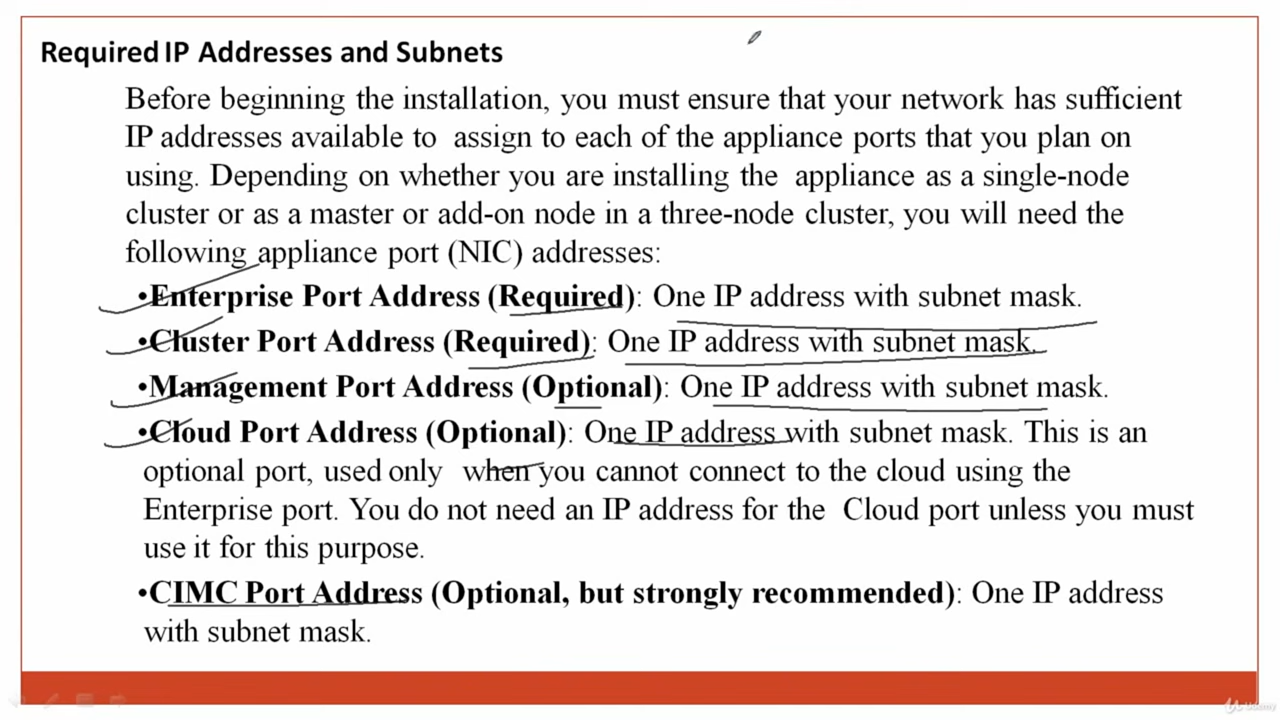 Required IP Addresses and Subnets
Before beginning the installation, you must ensure that your network has sufficient
IP addresses available to assign to each of the appliance ports that you plan on
using. Depending on whether you are installing the appliance as a single-node
cluster or as a master or add-on node in a three-node cluster, you will need the
following appliance port (NIC) addresses:
•Enterprise Port Address (Required): One IP address with subnet mask.
•Cluster Port Address (Required): One IP address with subnet mask.
•Management Port Address (Optional): One IP address with subnet mask.
•Cloud Port Address (Optional): One IP address with subnet mask. This is an
optional port, used only when you cannot connect to the cloud using the
Enterprise port. You do not need an IP address for the Cloud port unless you must
use it for this purpose.
•CIMC Port Address (Optional, but strongly recommended): One IP address
with subnet mask.
Udemy